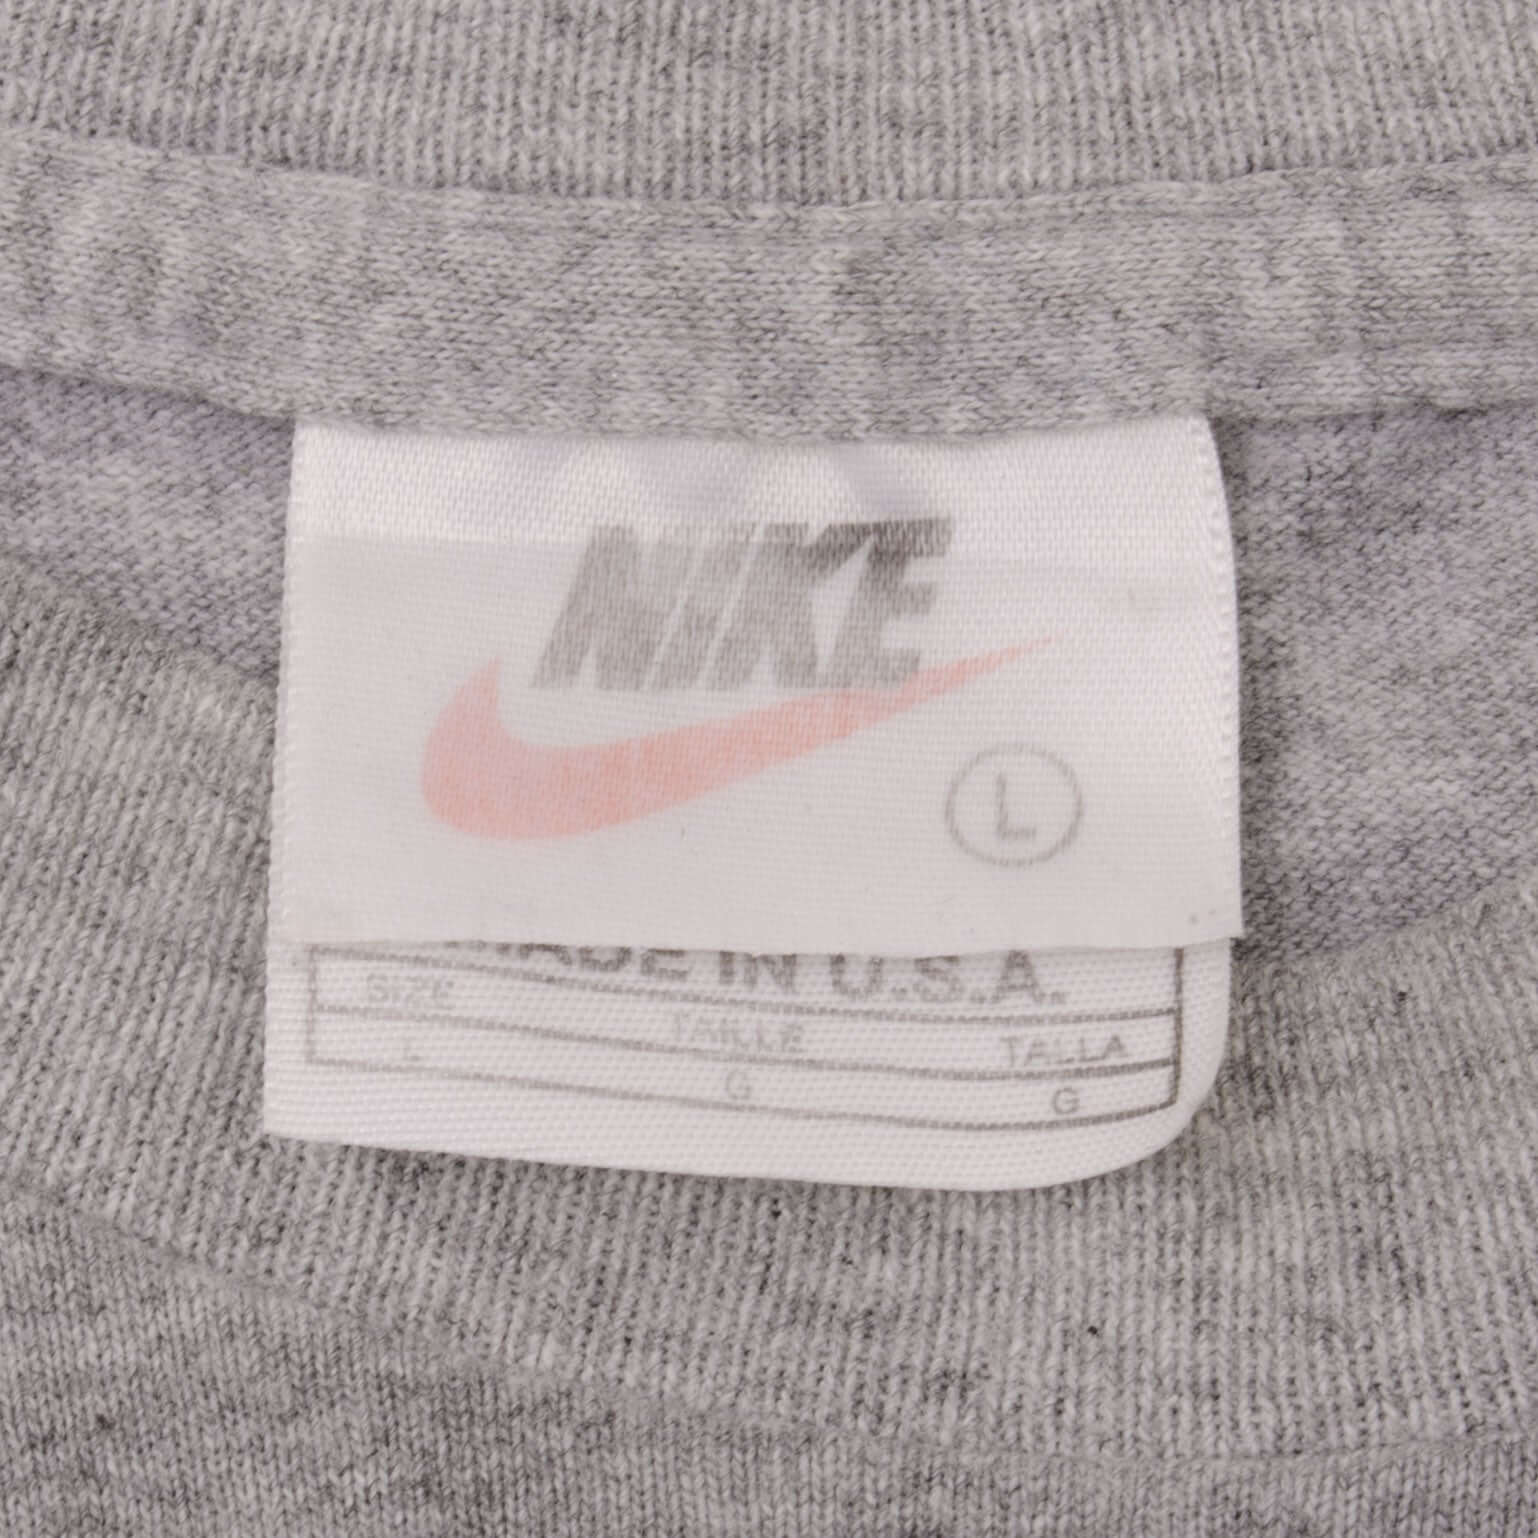 NIKE
L
MADE IN U.S.A.
SIZE TAILLE TALLA
L G G